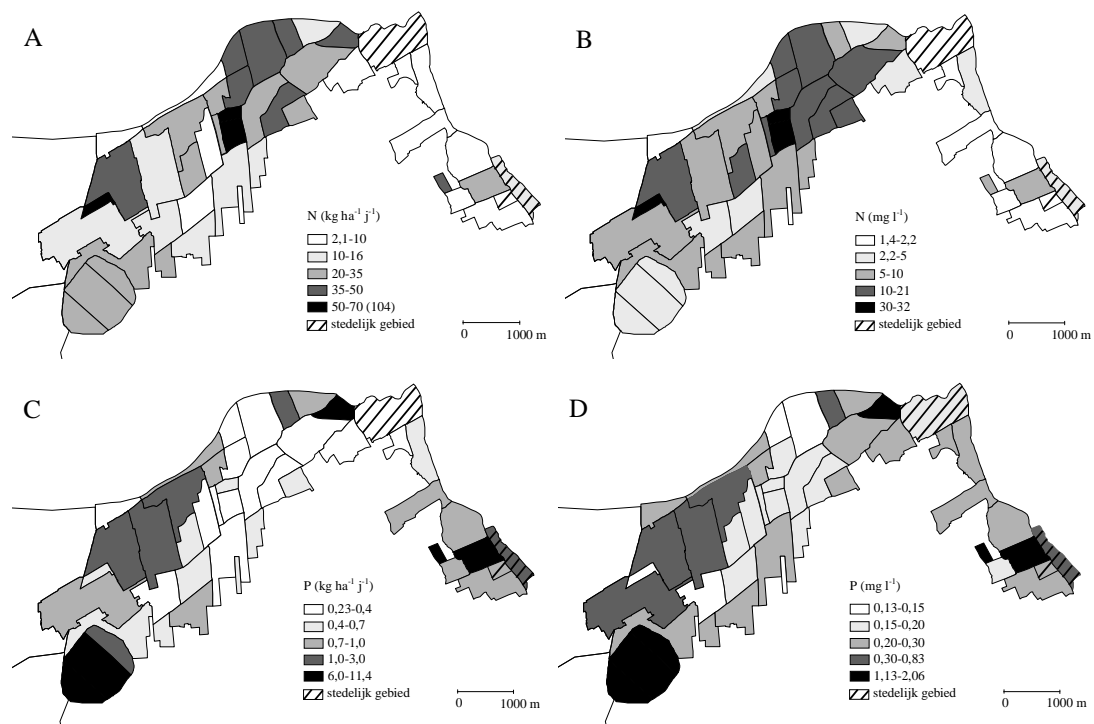 A
N (kg ha⁻¹ j⁻¹)
2,1-10
10-16
20-35
35-50
50-70 (104)
stedelijk gebied
0 1000 m
B
N (mg l⁻¹)
1,4-2,2
2,2-5
5-10
10-21
30-32
stedelijk gebied
0 1000 m
C
P (kg ha⁻¹ j⁻¹)
0,23-0,4
0,4-0,7
0,7-1,0
1,0-3,0
6,0-11,4
stedelijk gebied
0 1000 m
D
P (mg l⁻¹)
0,13-0,15
0,15-0,20
0,20-0,30
0,30-0,83
1,13-2,06
stedelijk gebied
0 1000 m